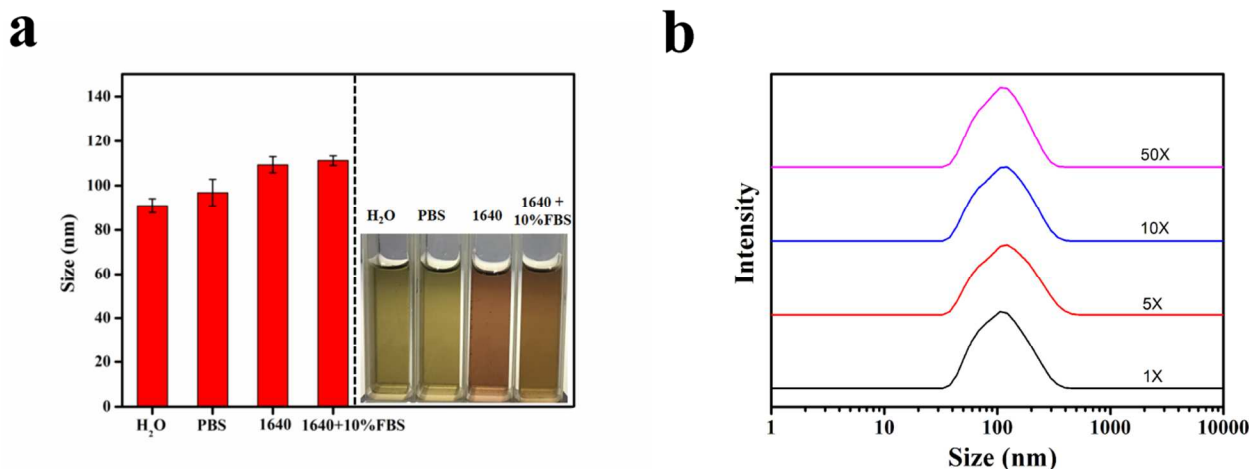 a
140
120
100
80
60
40
20
0
Size (nm)
H₂O
PBS
1640
1640+10%FBS
H₂O
PBS
1640
1640 +
10%FBS
b
Intensity
50X
10X
5X
1X
1
10
100
1000
10000
Size (nm)